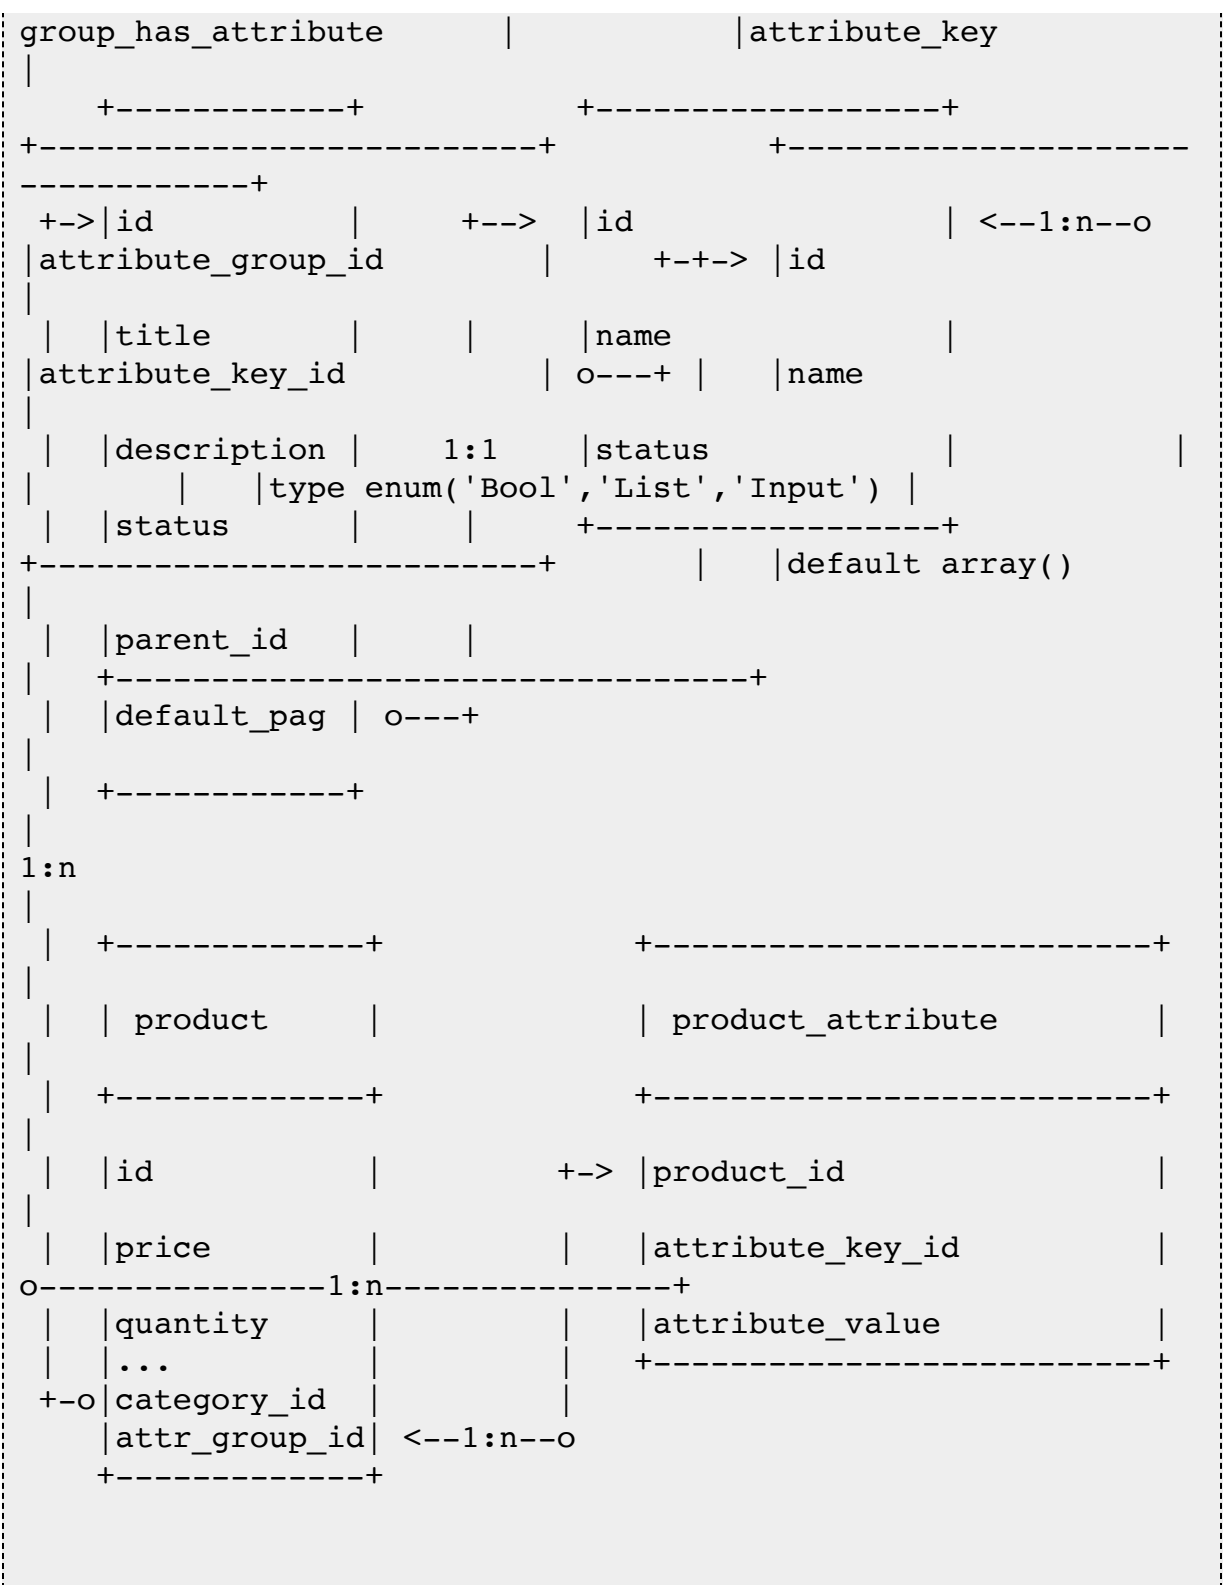 group_has_attribute      |           |attribute_key
|
    +------------+           +------------------+
+--------------------------+           +---------------------
------------+
 +->|id          |     +-->  |id                | <--1:n--o
|attribute_group_id        |     +-+-> |id
|
 |  |title       |     |     |name              |
|attribute_key_id          | o---+ |   |name
|
 |  |description |    1:1    |status            |           |
|       |   |type enum('Bool','List','Input') |
 |  |status      |     |     +------------------+
+--------------------------+       |   |default array()
|
 |  |parent_id   |     |
|   +---------------------------------+
 |  |default_pag | o---+
|
 |  +------------+
|
1:n
|
 |  +-------------+             +--------------------------+
|
 |  | product     |             | product_attribute        |
|
 |  +-------------+             +--------------------------+
|
 |  |id           |         +-> |product_id                |
|
 |  |price        |         |   |attribute_key_id          |
o---------------1:n---------------+
 |  |quantity     |         |   |attribute_value           |
 |  |...          |         |   +--------------------------+
 +-o|category_id  |         |
    |attr_group_id| <--1:n--o
    +-------------+